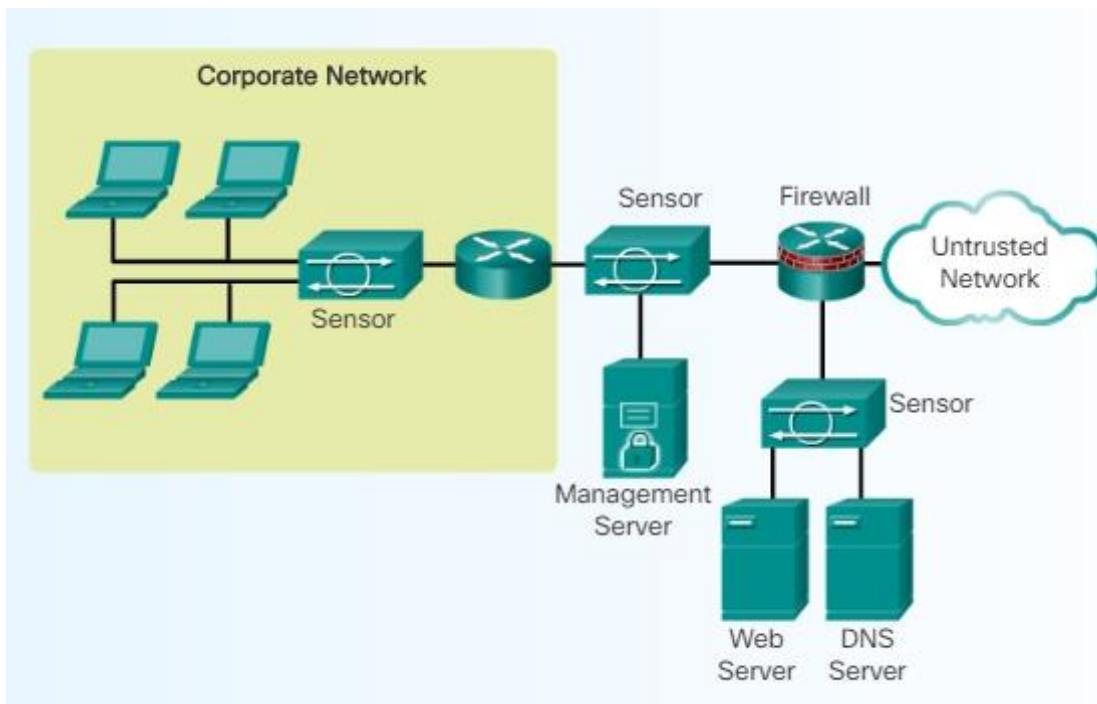 Corporate Network
Sensor
Sensor
Firewall
Untrusted
Network
Sensor
Management
Server
Web
Server
DNS
Server